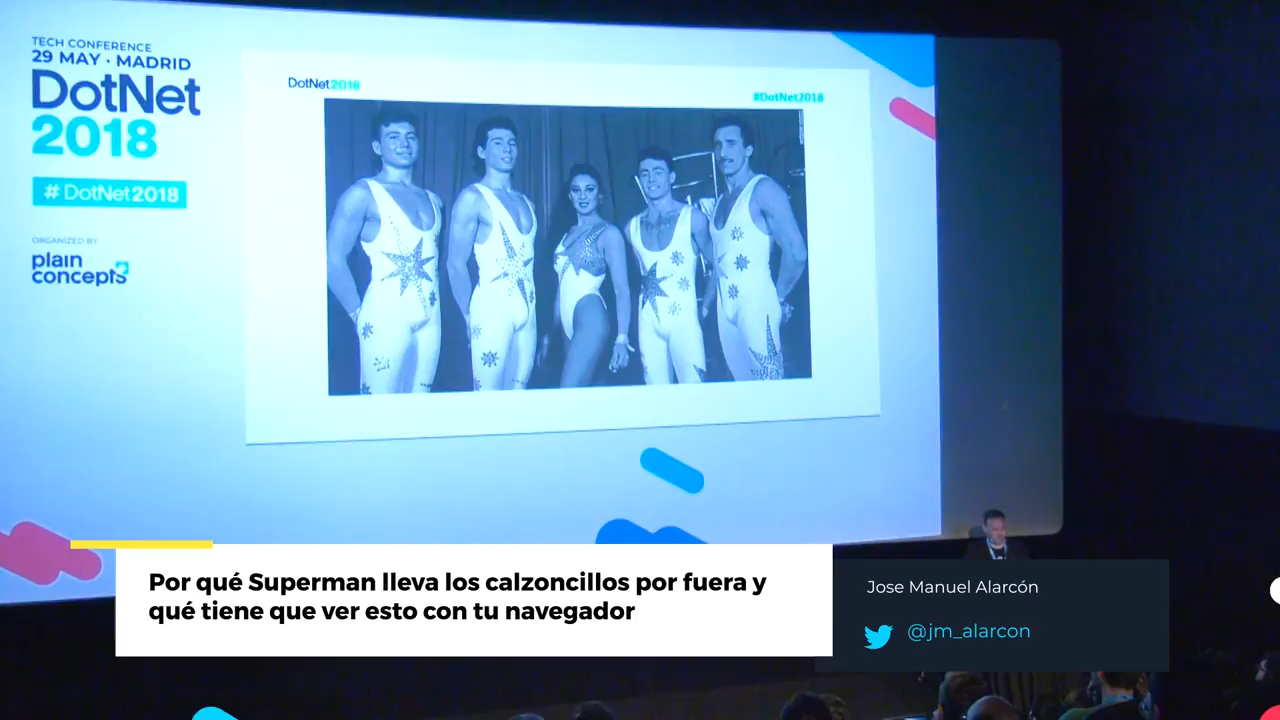 TECH CONFERENCE
29 MAY · MADRID
DotNet
2018
#DotNet2018
ORGANIZED BY
plain
concepts
DotNet2018
#DotNet2018
Por qué Superman lleva los calzoncillos por fuera y
qué tiene que ver esto con tu navegador
Jose Manuel Alarcón
@jm_alarcon